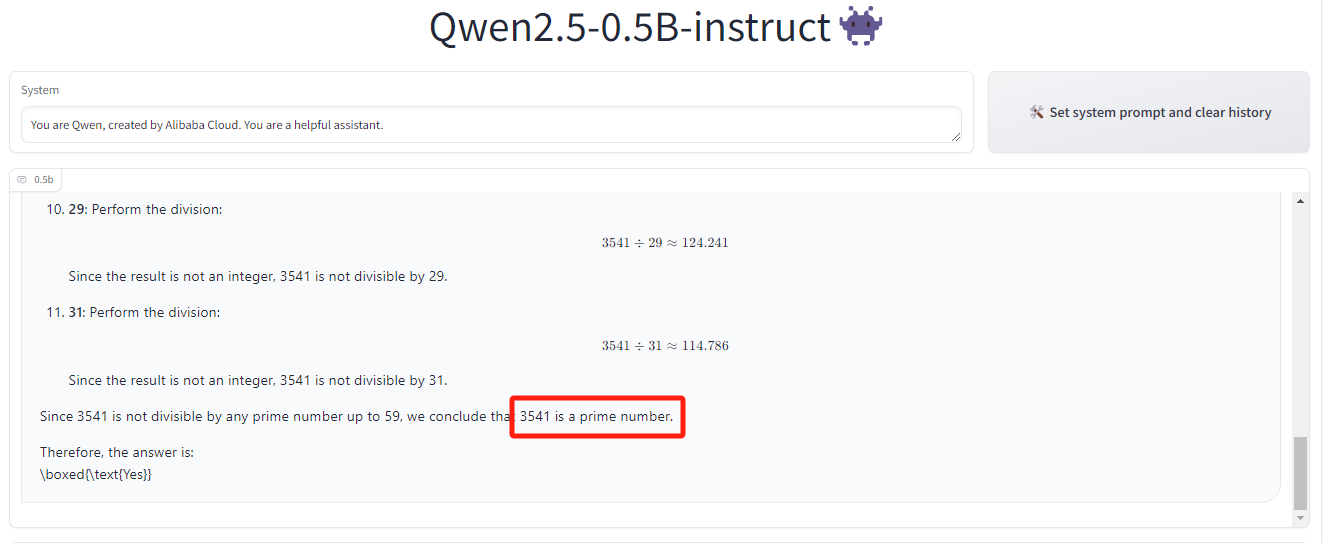 Qwen2.5-0.5B-instruct 👾
System
You are Qwen, created by Alibaba Cloud. You are a helpful assistant.
🛠️ Set system prompt and clear history
0.5b
10. 29: Perform the division:
3541 ÷ 29 ≈ 124.241
Since the result is not an integer, 3541 is not divisible by 29.
11. 31: Perform the division:
3541 ÷ 31 ≈ 114.786
Since the result is not an integer, 3541 is not divisible by 31.
Since 3541 is not divisible by any prime number up to 59, we conclude that 3541 is a prime number.
Therefore, the answer is:
\boxed{\text{Yes}}